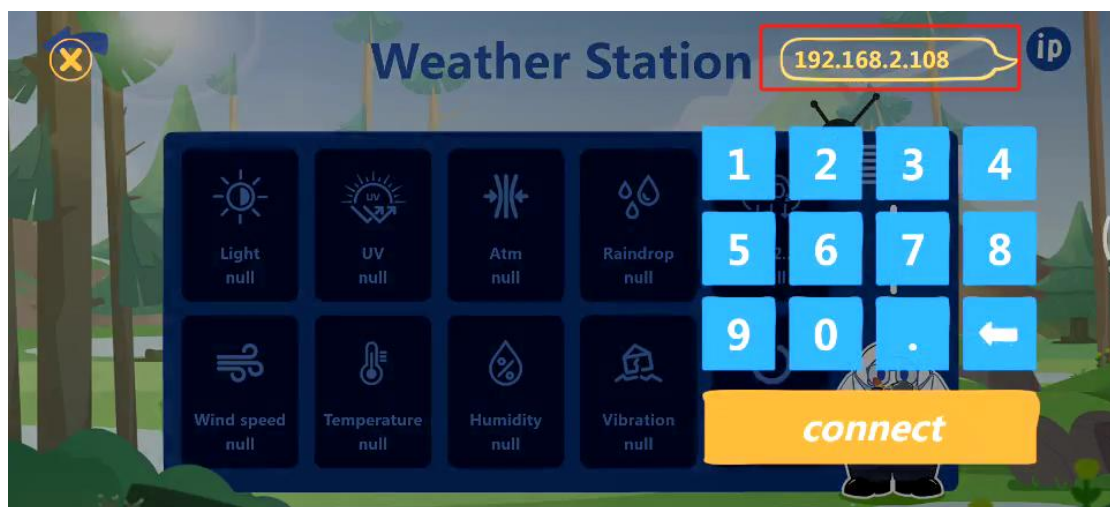 Weather Station
192.168.2.108
ip
1 2 3 4
Light
null
UV
UV
null
Atm
null
Raindrop
null
5 6 7 8
9 0 .
Wind speed
null
Temperature
null
Humidity
null
Vibration
null
connect